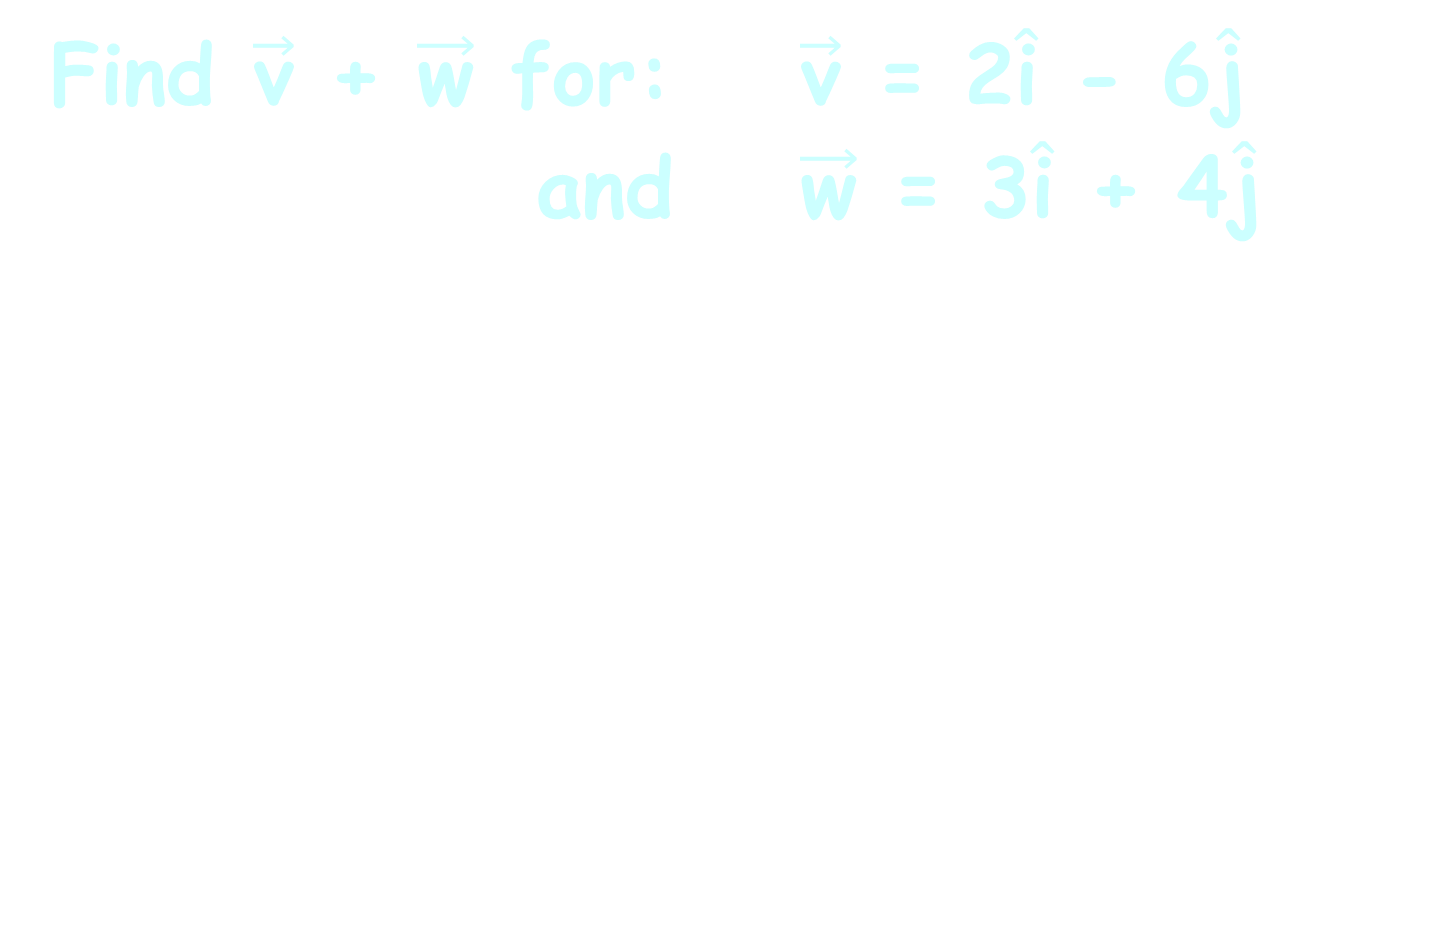 Find v⃗ + w⃗ for: v⃗ = 2î - 6ĵ
and w⃗ = 3î + 4ĵ